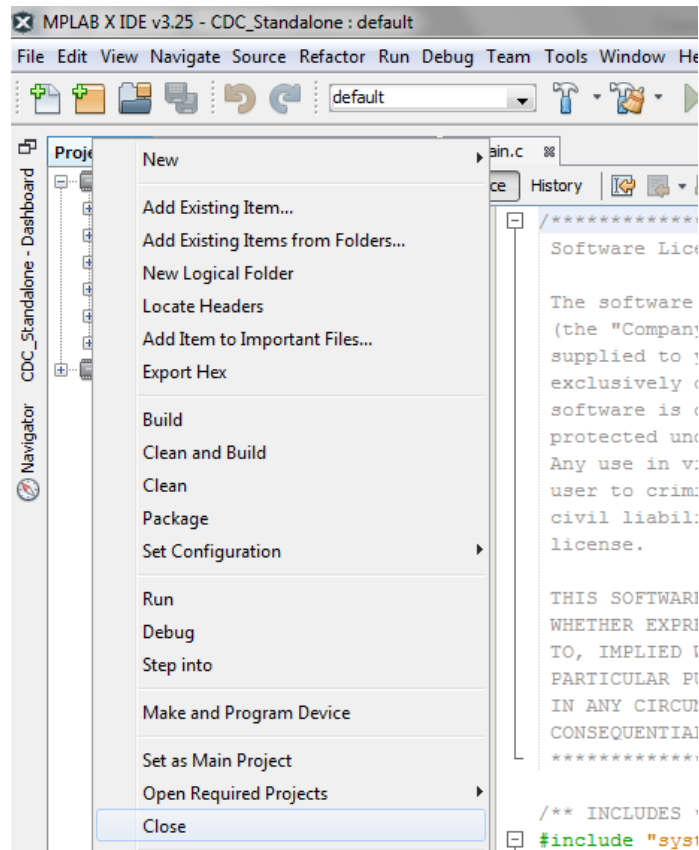 MPLAB X IDE v3.25 - CDC_Standalone : default
File Edit View Navigate Source Refactor Run Debug Team Tools Window He
default
CDC_Standalone - Dashboard
Navigator
Proje
ain.c
ce History
New
Add Existing Item...
Add Existing Items from Folders...
New Logical Folder
Locate Headers
Add Item to Important Files...
Export Hex
Build
Clean and Build
Clean
Package
Set Configuration
Run
Debug
Step into
Make and Program Device
Set as Main Project
Open Required Projects
Close
/*************
Software Lice
The software
(the "Company
supplied to y
exclusively o
software is o
protected und
Any use in vi
user to crimi
civil liabili
license.
THIS SOFTWARE
WHETHER EXPRE
TO, IMPLIED W
PARTICULAR PU
IN ANY CIRCUM
CONSEQUENTIAL
**************
/** INCLUDES *
#include "syst